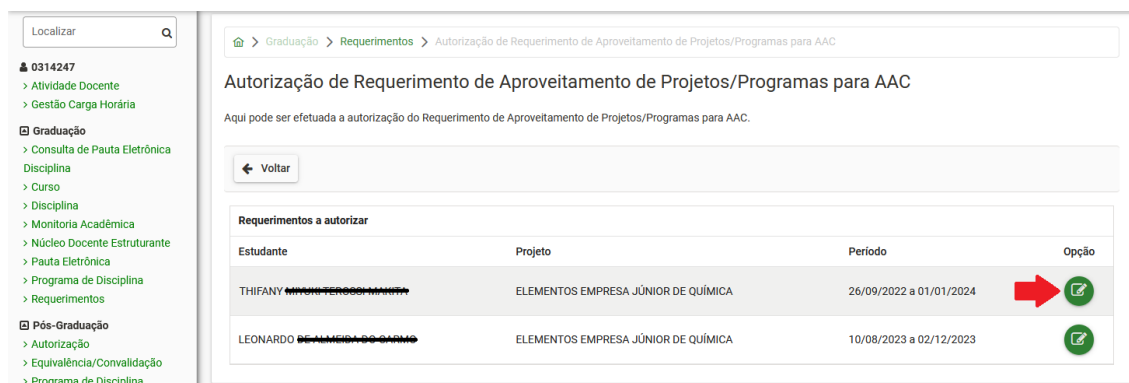 Localizar
0314247
> Atividade Docente
> Gestão Carga Horária
Graduação
> Consulta de Pauta Eletrônica
Disciplina
> Curso
> Disciplina
> Monitoria Acadêmica
> Núcleo Docente Estruturante
> Pauta Eletrônica
> Programa de Disciplina
> Requerimentos
Pós-Graduação
> Autorização
> Equivalência/Convalidação
> Programa de Disciplina
> Graduação > Requerimentos > Autorização de Requerimento de Aproveitamento de Projetos/Programas para AAC
Autorização de Requerimento de Aproveitamento de Projetos/Programas para AAC
Aqui pode ser efetuada a autorização do Requerimento de Aproveitamento de Projetos/Programas para AAC.
Voltar
Requerimentos a autorizar
Estudante Projeto Período Opção
THIFANY ELEMENTOS EMPRESA JÚNIOR DE QUÍMICA 26/09/2022 a 01/01/2024
LEONARDO ELEMENTOS EMPRESA JÚNIOR DE QUÍMICA 10/08/2023 a 02/12/2023